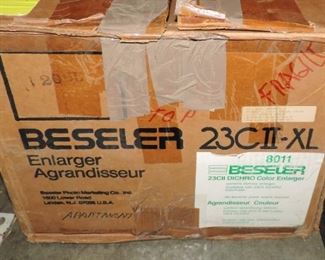 TOP
FRAGILE
BESELER 23CII-XL
Enlarger
Agrandisseur
Beseler Photo Marketing Co., Inc.
1600 Lower Road
Linden, N.J. 07036 U.S.A.
APARTMENT
8011
BESELER
23CII DICHRO Color Enlarger
Agrandisseur Couleur